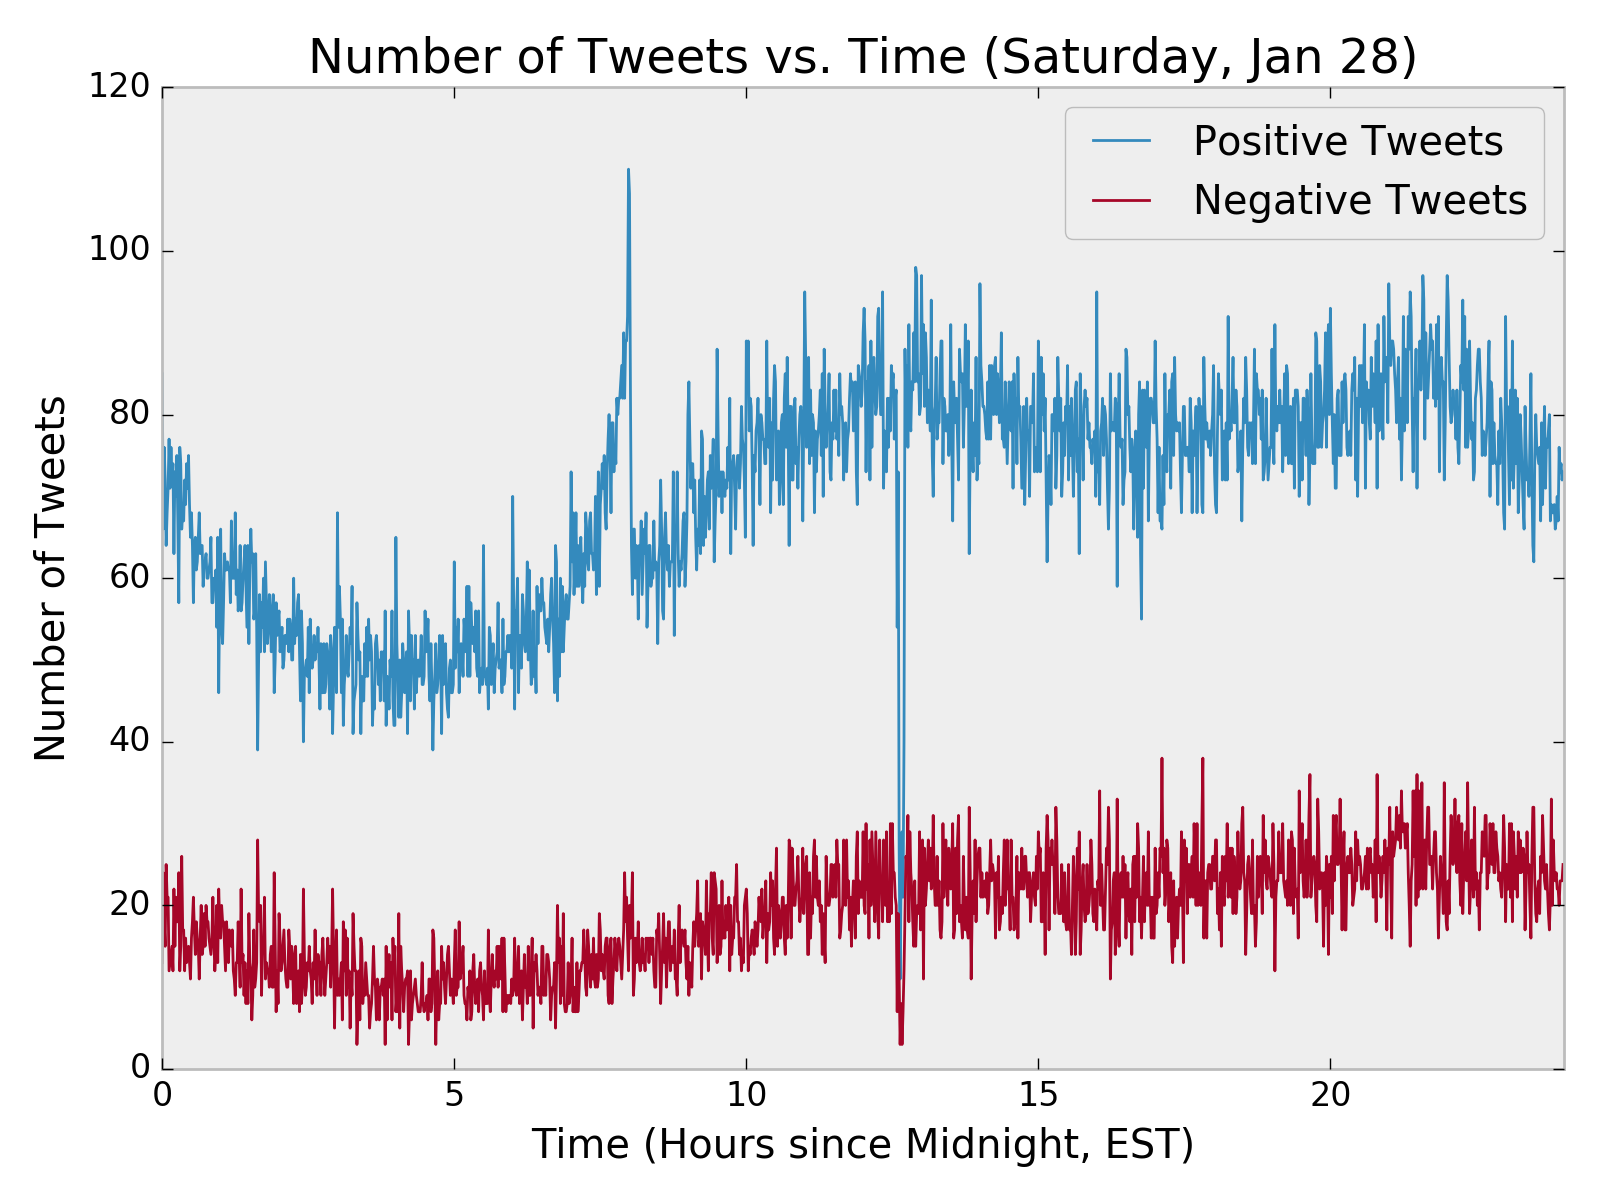 Number of Tweets vs. Time (Saturday, Jan 28)
120
100
80
60
40
20
0
Number of Tweets
Positive Tweets
Negative Tweets
0 5 10 15 20
Time (Hours since Midnight, EST)